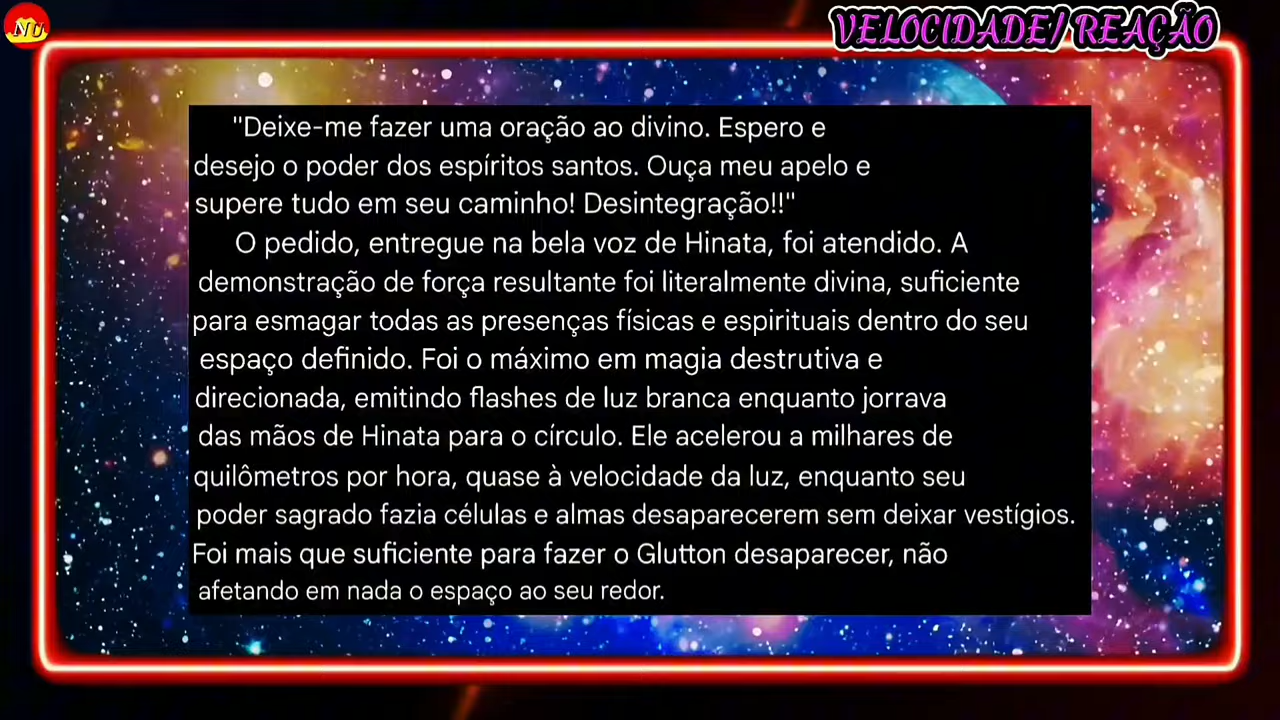 NU
VELOCIDADE/ REAÇÃO
"Deixe-me fazer uma oração ao divino. Espero e
desejo o poder dos espíritos santos. Ouça meu apelo e
supere tudo em seu caminho! Desintegração!!"
O pedido, entregue na bela voz de Hinata, foi atendido. A
demonstração de força resultante foi literalmente divina, suficiente
para esmagar todas as presenças físicas e espirituais dentro do seu
espaço definido. Foi o máximo em magia destrutiva e
direcionada, emitindo flashes de luz branca enquanto jorrava
das mãos de Hinata para o círculo. Ele acelerou a milhares de
quilômetros por hora, quase à velocidade da luz, enquanto seu
poder sagrado fazia células e almas desaparecerem sem deixar vestígios.
Foi mais que suficiente para fazer o Glutton desaparecer, não
afetando em nada o espaço ao seu redor.